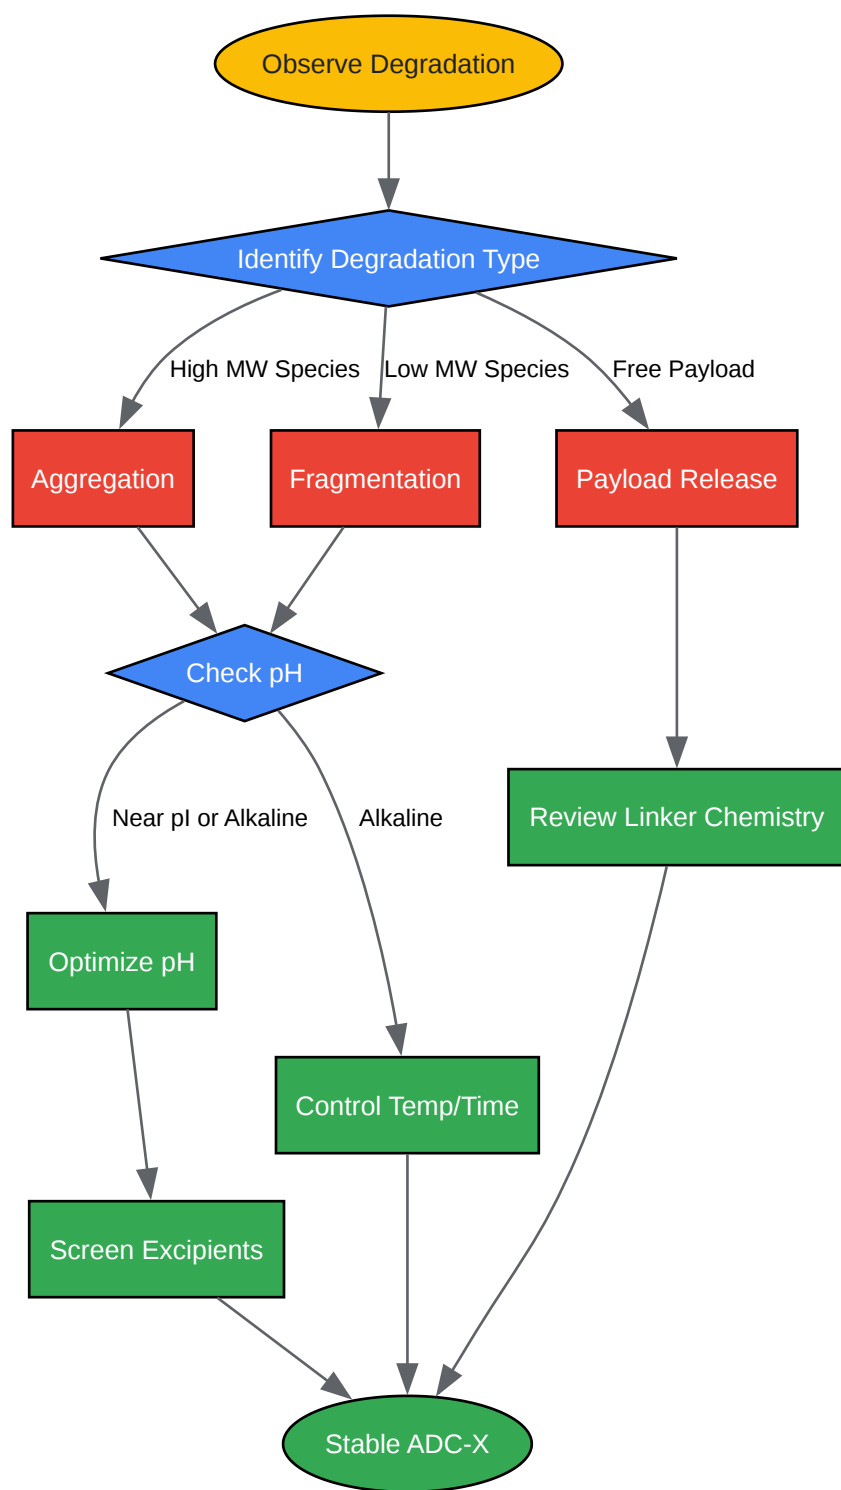 Observe Degradation
Identify Degradation Type
High MW Species
Low MW Species
Free Payload
Aggregation
Fragmentation
Payload Release
Check pH
Near pI or Alkaline
Alkaline
Review Linker Chemistry
Optimize pH
Control Temp/Time
Screen Excipients
Stable ADC-X